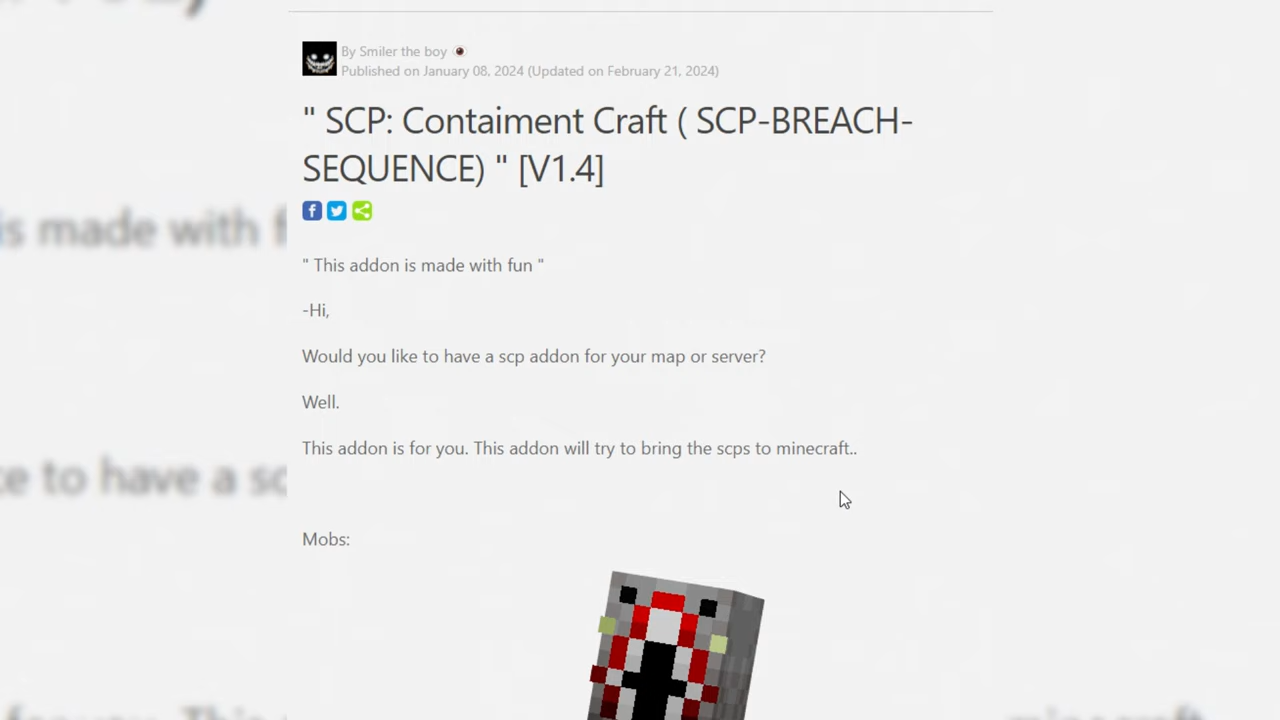 By Smiler the boy
Published on January 08, 2024 (Updated on February 21, 2024)
" SCP: Contaiment Craft ( SCP-BREACH-
SEQUENCE) " [V1.4]
" This addon is made with fun "
-Hi,
Would you like to have a scp addon for your map or server?
Well.
This addon is for you. This addon will try to bring the scps to minecraft..
Mobs: